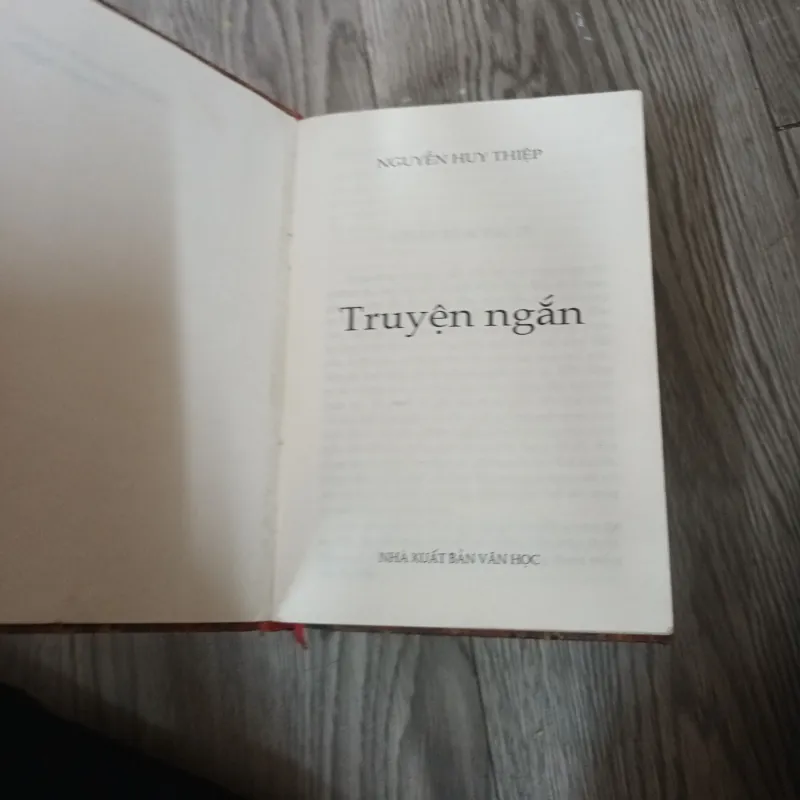 NGUYỄN HUY THIỆP
Truyện ngắn
NHÀ XUẤT BẢN VĂN HỌC